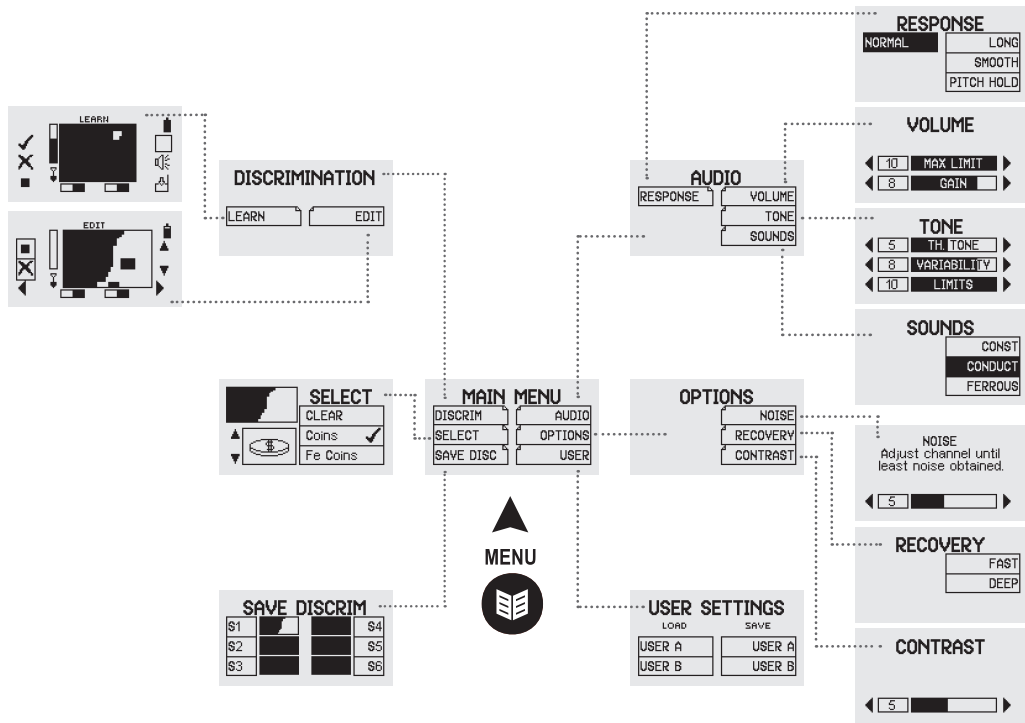 RESPONSE
NORMAL
LONG
SMOOTH
PITCH HOLD
LEARN
VOLUME
10 MAX LIMIT
8 GAIN
DISCRIMINATION
LEARN
EDIT
AUDIO
RESPONSE
VOLUME
TONE
SOUNDS
EDIT
TONE
5 TH. TONE
8 VARIABILITY
10 LIMITS
SOUNDS
CONST
CONDUCT
FERROUS
SELECT
CLEAR
Coins
Fe Coins
$
MAIN MENU
DISCRIM
AUDIO
SELECT
OPTIONS
SAVE DISC
USER
OPTIONS
NOISE
RECOVERY
CONTRAST
NOISE
Adjust channel until
least noise obtained.
5
MENU
RECOVERY
FAST
DEEP
SAVE DISCRIM
S1
S4
S2
S5
S3
S6
USER SETTINGS
LOAD
SAVE
USER A
USER A
USER B
USER B
CONTRAST
5